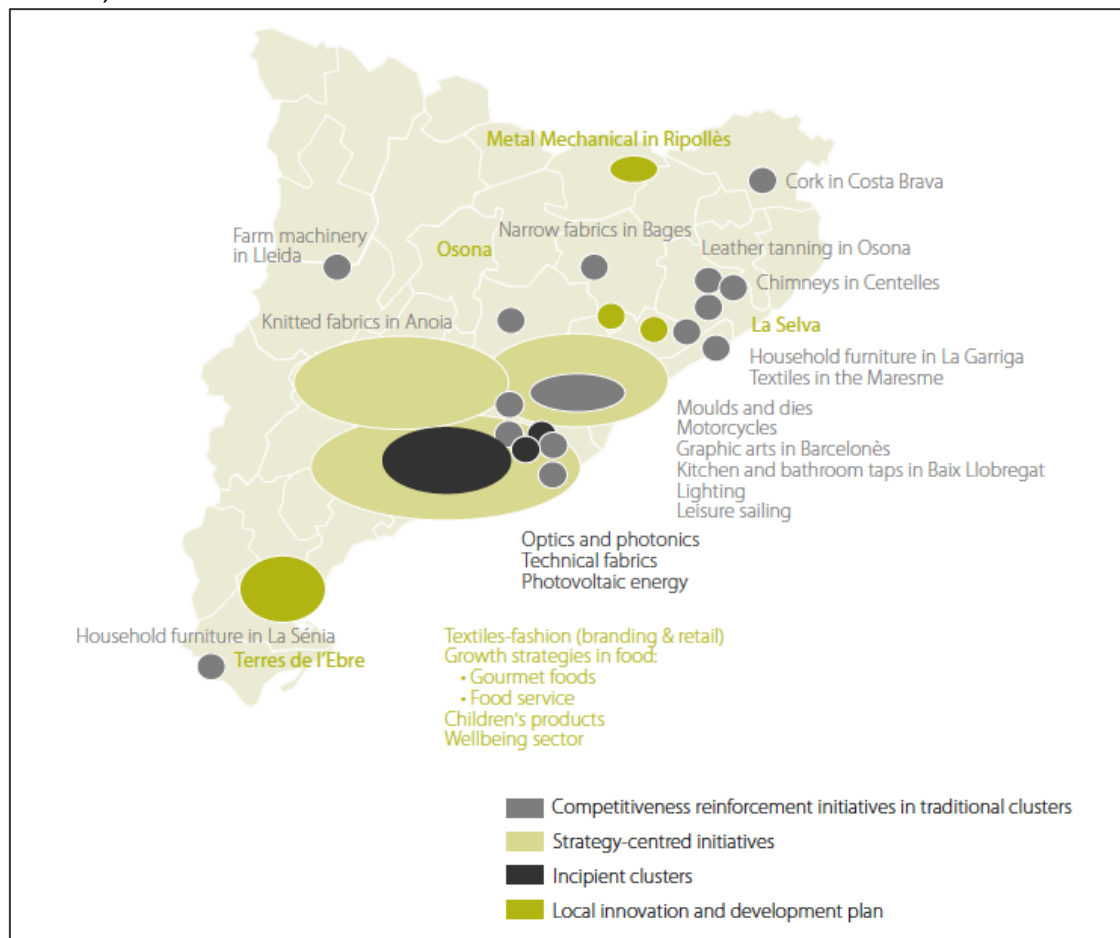 Metal Mechanical in Ripollès
Cork in Costa Brava
Farm machinery
in Lleida
Osona
Narrow fabrics in Bages
Leather tanning in Osona
Chimneys in Centelles
Knitted fabrics in Anoia
La Selva
Household furniture in La Garriga
Textiles in the Maresme
Moulds and dies
Motorcycles
Graphic arts in Barcelonès
Kitchen and bathroom taps in Baix Llobregat
Lighting
Leisure sailing
Optics and photonics
Technical fabrics
Photovoltaic energy
Household furniture in La Sénia
Terres de l'Ebre
Textiles-fashion (branding & retail)
Growth strategies in food:
• Gourmet foods
• Food service
Children's products
Wellbeing sector
Competitiveness reinforcement initiatives in traditional clusters
Strategy-centred initiatives
Incipient clusters
Local innovation and development plan